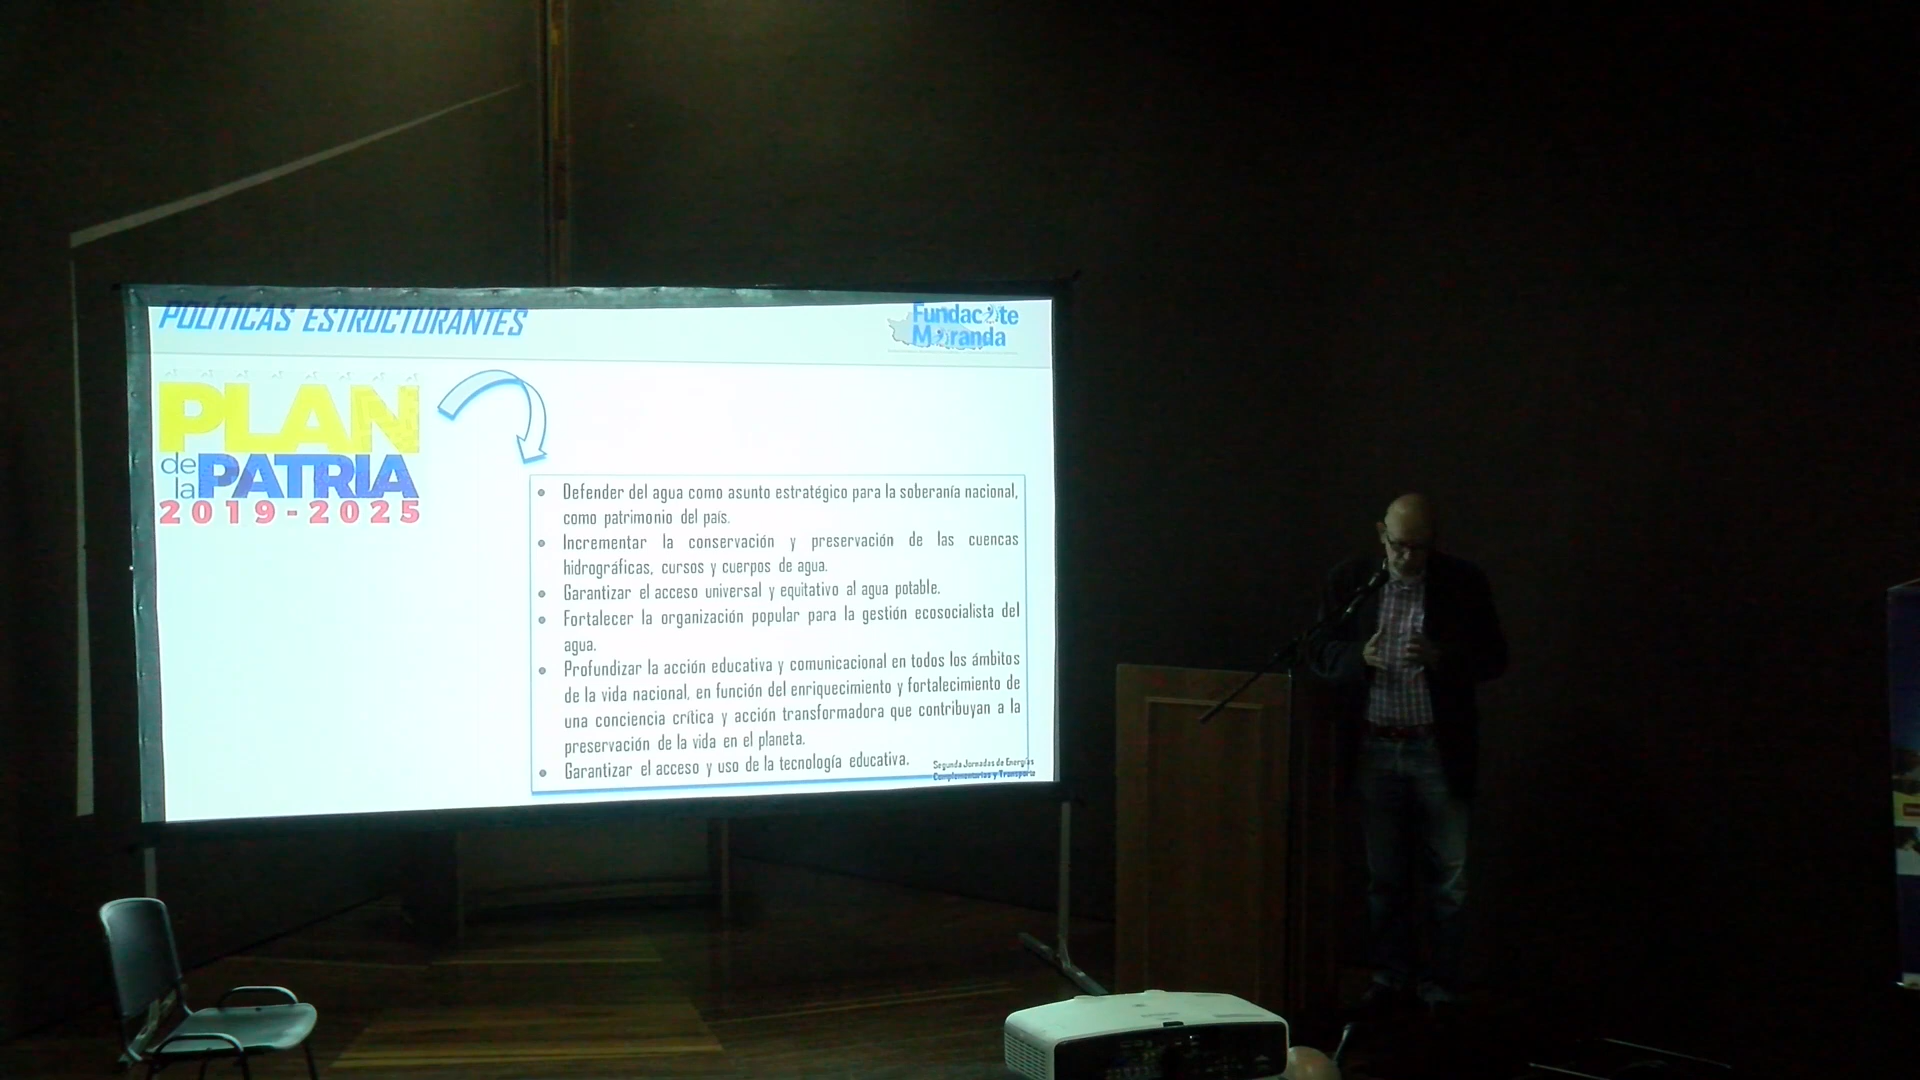 POLÍTICAS ESTRUCTURANTES
Fundacite
Miranda
PLAN
de
la PATRIA
2019-2025
• Defender del agua como asunto estratégico para la soberanía nacional,
como patrimonio del país.
• Incrementar la conservación y preservación de las cuencas
hidrográficas, cursos y cuerpos de agua.
• Garantizar el acceso universal y equitativo al agua potable.
• Fortalecer la organización popular para la gestión ecosocialista del
agua.
• Profundizar la acción educativa y comunicacional en todos los ámbitos
de la vida nacional, en función del enriquecimiento y fortalecimiento de
una conciencia crítica y acción transformadora que contribuyan a la
preservación de la vida en el planeta.
• Garantizar el acceso y uso de la tecnología educativa.
Segunda Jornadas de Energías
Complementarias y Transporte